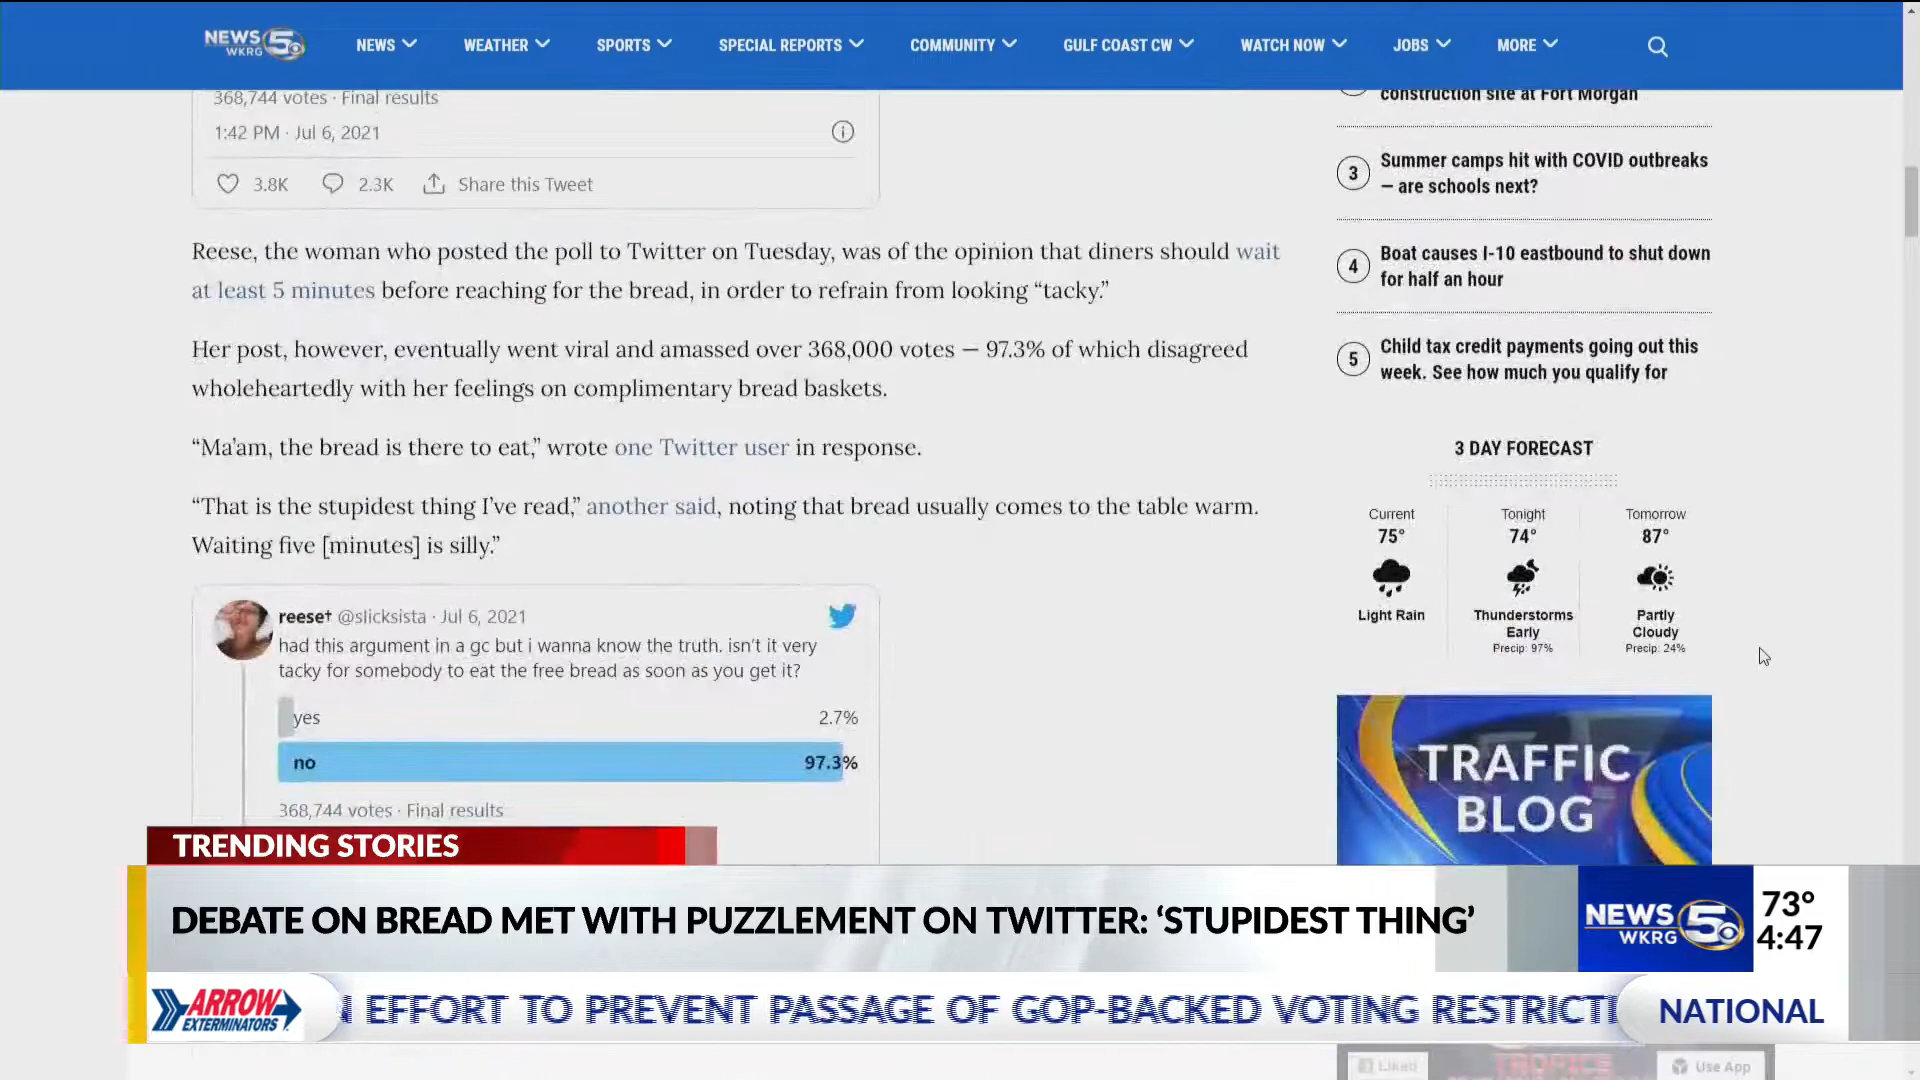 NEWS 5
WKRG
NEWS
WEATHER
SPORTS
SPECIAL REPORTS
COMMUNITY
GULF COAST CW
WATCH NOW
JOBS
MORE
368,744 votes · Final results
1:42 PM · Jul 6, 2021
3.8K
2.3K
Share this Tweet
Reese, the woman who posted the poll to Twitter on Tuesday, was of the opinion that diners should wait
at least 5 minutes before reaching for the bread, in order to refrain from looking “tacky.”
Her post, however, eventually went viral and amassed over 368,000 votes — 97.3% of which disagreed
wholeheartedly with her feelings on complimentary bread baskets.
“Ma’am, the bread is there to eat,” wrote one Twitter user in response.
“That is the stupidest thing I’ve read,” another said, noting that bread usually comes to the table warm.
Waiting five [minutes] is silly.”
reese† @slicksista · Jul 6, 2021
had this argument in a gc but i wanna know the truth. isn’t it very
tacky for somebody to eat the free bread as soon as you get it?
yes 2.7%
no 97.3%
368,744 votes · Final results
construction site at Fort Morgan
3 Summer camps hit with COVID outbreaks
– are schools next?
4 Boat causes I-10 eastbound to shut down
for half an hour
5 Child tax credit payments going out this
week. See how much you qualify for
3 DAY FORECAST
Current
75°
Light Rain
Tonight
74°
Thunderstorms
Early
Precip: 97%
Tomorrow
87°
Partly
Cloudy
Precip: 24%
TRAFFIC
BLOG
TRENDING STORIES
DEBATE ON BREAD MET WITH PUZZLEMENT ON TWITTER: ‘STUPIDEST THING’
NEWS 5
WKRG
73°
4:47
ARROW
EXTERMINATORS
N EFFORT TO PREVENT PASSAGE OF GOP-BACKED VOTING RESTRICTI
NATIONAL
Liked
TROPICS
Use App